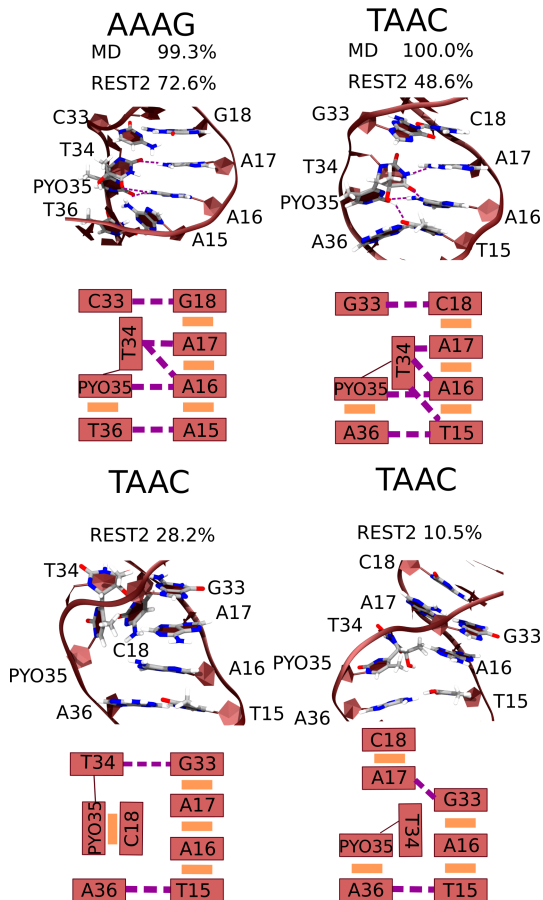 AAAG
MD 99.3%
REST2 72.6%
C33
G18
T34
A17
PYO35
T36
A16
A15
C33
G18
T34
A17
PYO35
A16
T36
A15
TAAC
MD 100.0%
REST2 48.6%
G33
C18
T34
A17
PYO35
A16
A36
T15
G33
C18
T34
A17
PYO35
A16
A36
T15
TAAC
REST2 28.2%
T34
G33
A17
C18
PYO35
A16
A36
T15
T34
G33
PYO35
C18
A17
A16
A36
T15
TAAC
REST2 10.5%
C18
A17
T34
G33
PYO35
A16
T15
A36
C18
A17
G33
T34
PYO35
A16
A36
T15